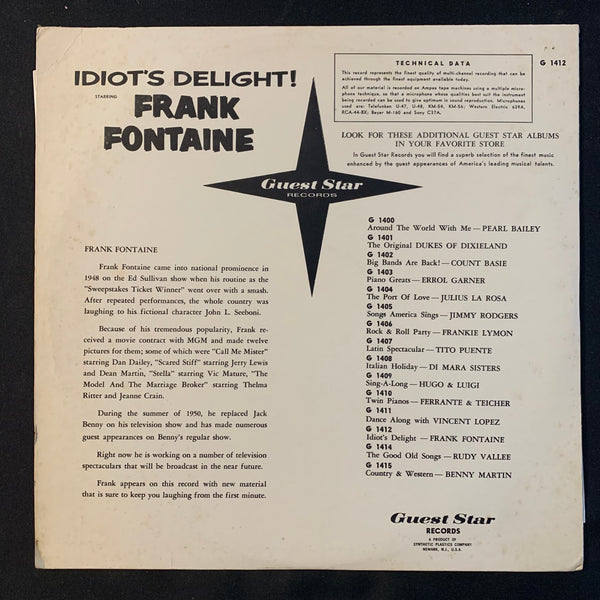 IDIOT'S DELIGHT!
STARRING
FRANK
FONTAINE
TECHNICAL DATA
This record represents the finest quality of multi-channel recording that can be
achieved through the finest equipment available today.
All of our material is recorded on Ampex tape machines using a multiple micro-
phone technique, so that a microphone whose qualities best suit the instrument
being recorded can be used to give optimum in sound reproduction. Microphones
used are: Telefunken U-47, U-48, KM-54, KM-56; Western Electric 639A,
RCA-44-BX; Beyer M-160 and Sony C37A.
G 1412
LOOK FOR THESE ADDITIONAL GUEST STAR ALBUMS
IN YOUR FAVORITE STORE
In Guest Star Records you will find a superb selection of the finest music
enhanced by the guest appearances of America's leading musical talents.
Guest Star
RECORDS
FRANK FONTAINE
Frank Fontaine came into national prominence in
1948 on the Ed Sullivan show when his routine as the
"Sweepstakes Ticket Winner" went over with a smash.
After repeated performances, the whole country was
laughing to his fictional character John L. Seeboni.
Because of his tremendous popularity, Frank re-
ceived a movie contract with MGM and made twelve
pictures for them; some of which were "Call Me Mister"
starring Dan Dailey, "Scared Stiff" starring Jerry Lewis
and Dean Martin, "Stella" starring Vic Mature, "The
Model And The Marriage Broker" starring Thelma
Ritter and Jeanne Crain.
During the summer of 1950, he replaced Jack
Benny on his television show and has made numerous
guest appearances on Benny's regular show.
Right now he is working on a number of television
spectaculars that will be broadcast in the near future.
Frank appears on this record with new material
that is sure to keep you laughing from the first minute.
G 1400
Around The World With Me — PEARL BAILEY
G 1401
The Original DUKES OF DIXIELAND
G 1402
Big Bands Are Back! — COUNT BASIE
G 1403
Piano Greats — ERROL GARNER
G 1404
The Port Of Love — JULIUS LA ROSA
G 1405
Songs America Sings — JIMMY RODGERS
G 1406
Rock & Roll Party — FRANKIE LYMON
G 1407
Latin Spectacular — TITO PUENTE
G 1408
Italian Holiday — DI MARA SISTERS
G 1409
Sing-A-Long — HUGO & LUIGI
G 1410
Twin Pianos — FERRANTE & TEICHER
G 1411
Dance Along with VINCENT LOPEZ
G 1412
Idiot's Delight — FRANK FONTAINE
G 1414
The Good Old Songs — RUDY VALLEE
G 1415
Country & Western — BENNY MARTIN
Guest Star
RECORDS
A PRODUCT OF
SYNTHETIC PLASTICS COMPANY
NEWARK, N.J., U.S.A.